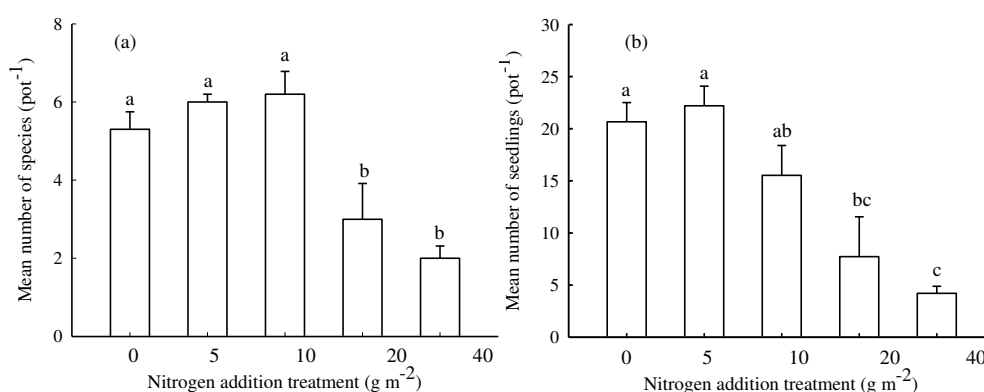 (a)
Mean number of species (pot⁻¹)
8
6
4
2
0
a a a b b
0 5 10 20 40
Nitrogen addition treatment (g m⁻²)
(b)
Mean number of seedlings (pot⁻¹)
30
25
20
15
10
5
0
a a ab bc c
0 5 10 20 40
Nitrogen addition treatment (g m⁻²)